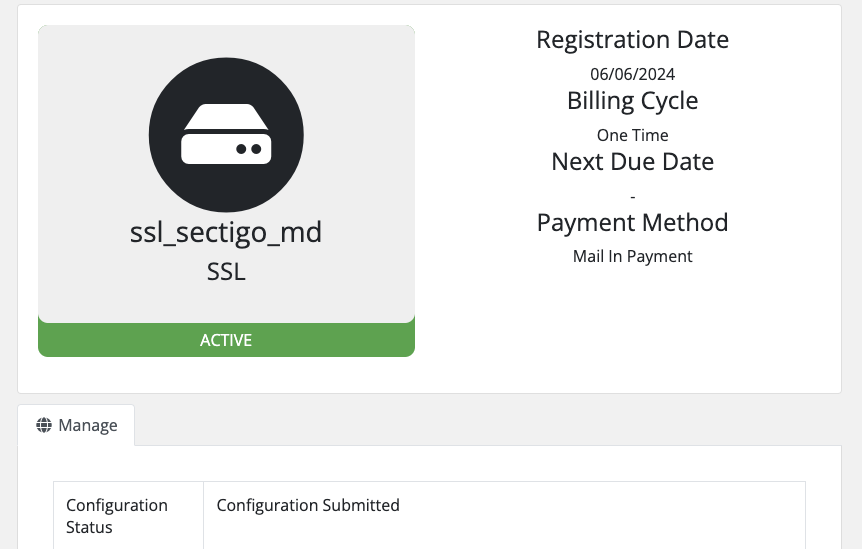 ssl_sectigo_md
SSL
ACTIVE
Registration Date
06/06/2024
Billing Cycle
One Time
Next Due Date
-
Payment Method
Mail In Payment
Manage
Configuration
Status
Configuration Submitted